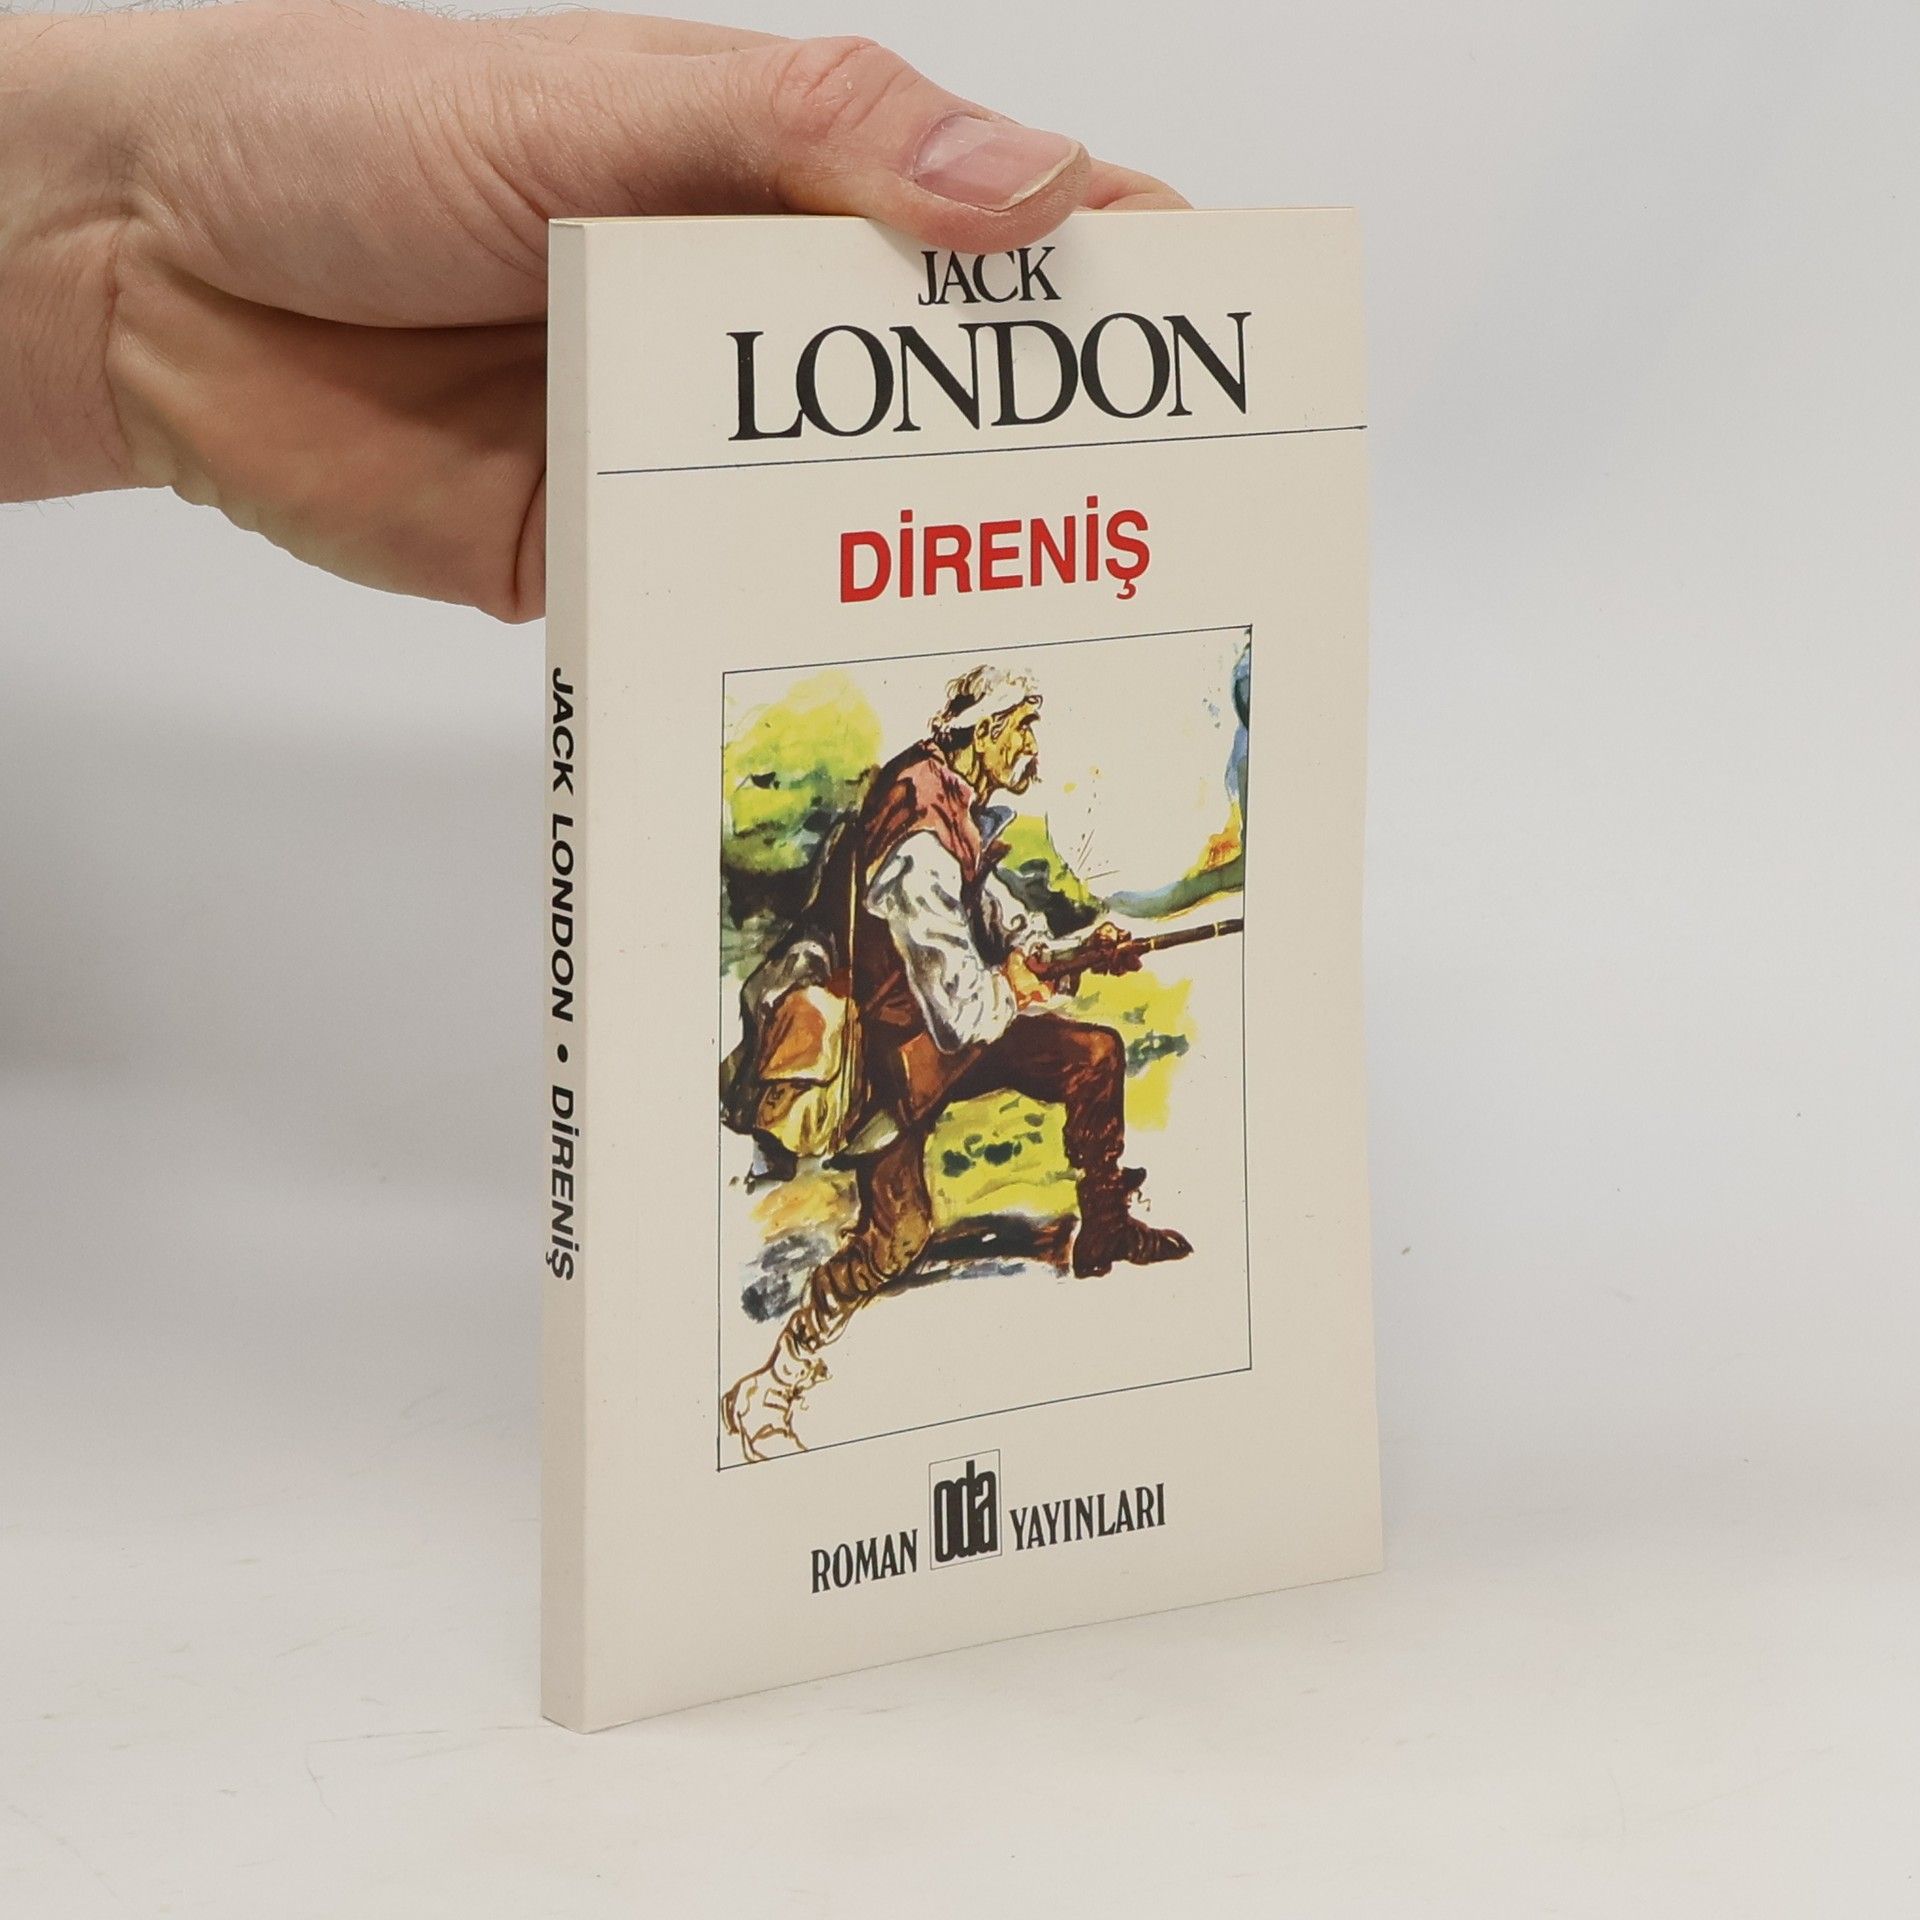 JACK
LONDON
DİRENİŞ
ROMAN oda YAYINLARI
JACK LONDON • DİRENİŞ